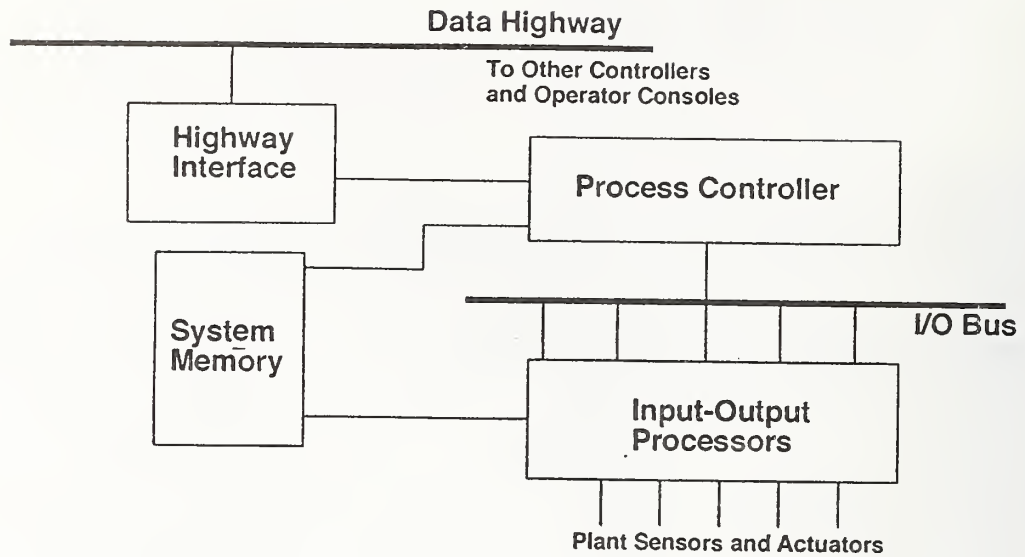 Data Highway
To Other Controllers
and Operator Consoles
Highway
Interface
Process Controller
System
Memory
I/O Bus
Input-Output
Processors
Plant Sensors and Actuators